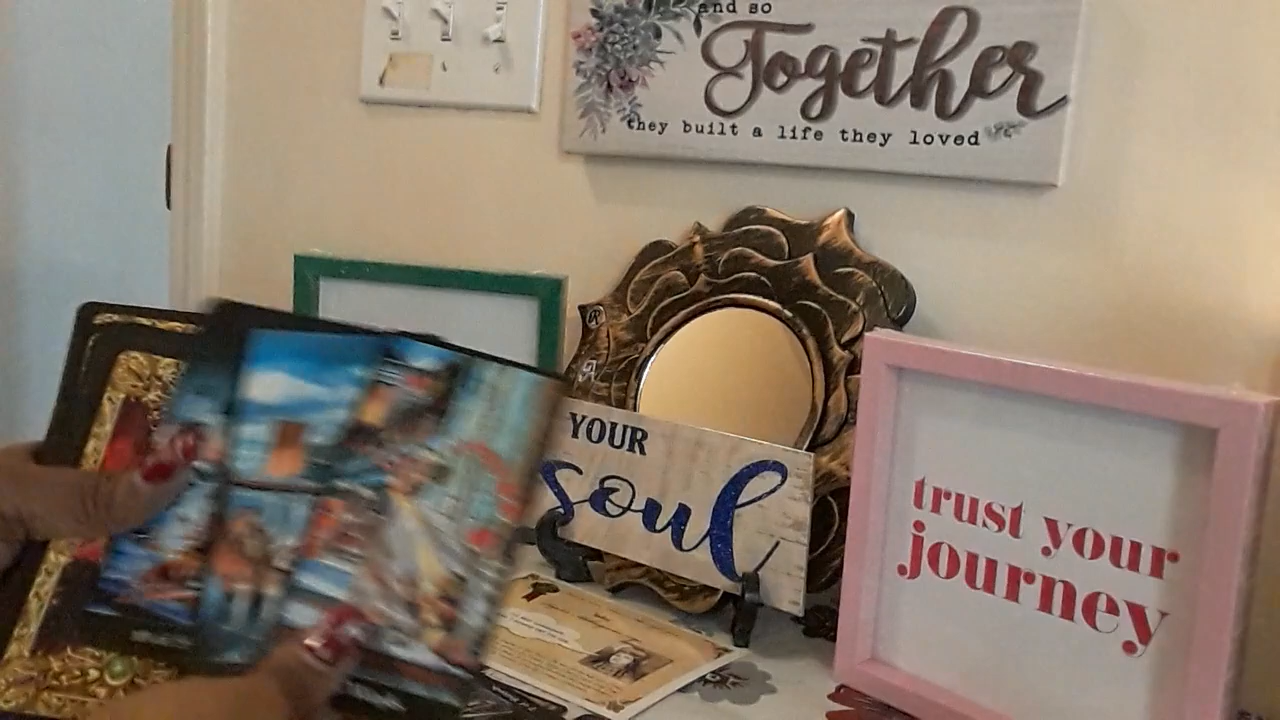 and so
Together
they built a life they loved
YOUR
soul
trust your
journey